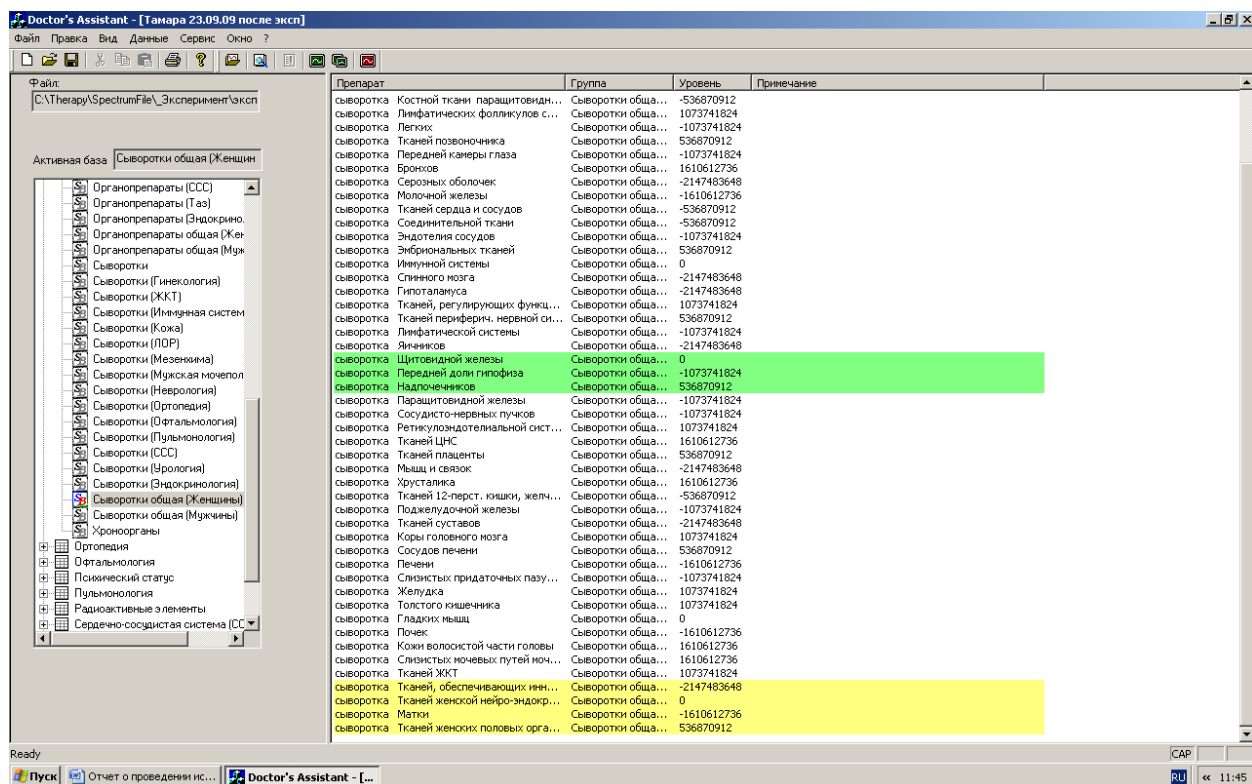 Doctor's Assistant - [Тамара 23.09.09 после эксп]
Файл Правка Вид Данные Сервис Окно ?
Файл:
C:\Therapy\SpectrumFile\_Эксперимент\эксп
Активная база Сыворотки общая (Женщин
Органопрепараты (ССС)
Органопрепараты (Таз)
Органопрепараты (Эндокрино.
Органопрепараты общая (Жен
Органопрепараты общая (Муж
Сыворотки
Сыворотки (Гинекология)
Сыворотки (ЖКТ)
Сыворотки (Иммунная систем
Сыворотки (Кожа)
Сыворотки (ЛОР)
Сыворотки (Мезенхима)
Сыворотки (Мужская мочепол
Сыворотки (Неврология)
Сыворотки (Ортопедия)
Сыворотки (Офтальмология)
Сыворотки (Пульмонология)
Сыворотки (ССС)
Сыворотки (Урология)
Сыворотки (Эндокринология)
Сыворотки общая (Женщины)
Сыворотки общая (Мужчины)
Хроноорганы
Ортопедия
Офтальмология
Психический статус
Пульмонология
Радиоактивные элементы
Сердечно-сосудистая система (СС
Препарат Группа Уровень Примечание
сыворотка Костной ткани паращитовидн... Сыворотки обща... -536870912
сыворотка Лимфатических фолликулов с... Сыворотки обща... 1073741824
сыворотка Легких Сыворотки обща... -1073741824
сыворотка Тканей позвоночника Сыворотки обща... 536870912
сыворотка Передней камеры глаза Сыворотки обща... -1073741824
сыворотка Бронхов Сыворотки обща... 1610612736
сыворотка Серозных оболочек Сыворотки обща... -2147483648
сыворотка Молочной железы Сыворотки обща... -1610612736
сыворотка Тканей сердца и сосудов Сыворотки обща... -536870912
сыворотка Соединительной ткани Сыворотки обща... -536870912
сыворотка Эндотелия сосудов Сыворотки обща... -1073741824
сыворотка Эмбриональных тканей Сыворотки обща... 536870912
сыворотка Иммунной системы Сыворотки обща... 0
сыворотка Спинного мозга Сыворотки обща... -2147483648
сыворотка Гипоталамуса Сыворотки обща... -2147483648
сыворотка Тканей, регулирующих функц... Сыворотки обща... 1073741824
сыворотка Тканей периферич. нервной си... Сыворотки обща... 536870912
сыворотка Лимфатической системы Сыворотки обща... -1073741824
сыворотка Яичников Сыворотки обща... -2147483648
сыворотка Щитовидной железы Сыворотки обща... 0
сыворотка Передней доли гипофиза Сыворотки обща... -1073741824
сыворотка Надпочечников Сыворотки обща... 536870912
сыворотка Паращитовидной железы Сыворотки обща... -1073741824
сыворотка Сосудисто-нервных пучков Сыворотки обща... -1073741824
сыворотка Ретикулоэндотелиальной сист... Сыворотки обща... 1073741824
сыворотка Тканей ЦНС Сыворотки обща... 1610612736
сыворотка Тканей плаценты Сыворотки обща... 536870912
сыворотка Мышц и связок Сыворотки обща... -2147483648
сыворотка Хрусталика Сыворотки обща... 1610612736
сыворотка Тканей 12-перст. кишки, желч... Сыворотки обща... -536870912
сыворотка Поджелудочной железы Сыворотки обща... -1073741824
сыворотка Тканей суставов Сыворотки обща... -2147483648
сыворотка Коры головного мозга Сыворотки обща... 1073741824
сыворотка Сосудов печени Сыворотки обща... 536870912
сыворотка Печени Сыворотки обща... -1610612736
сыворотка Слизистых придаточных пазу... Сыворотки обща... -1073741824
сыворотка Желудка Сыворотки обща... 1073741824
сыворотка Толстого кишечника Сыворотки обща... 1073741824
сыворотка Гладких мышц Сыворотки обща... 0
сыворотка Почек Сыворотки обща... -1610612736
сыворотка Кожи волосистой части головы Сыворотки обща... 1610612736
сыворотка Слизистых мочевых путей моч... Сыворотки обща... 1610612736
сыворотка Тканей ЖКТ Сыворотки обща... 1073741824
сыворотка Тканей, обеспечивающих инн... Сыворотки обща... -2147483648
сыворотка Тканей женской нейро-эндокр... Сыворотки обща... 0
сыворотка Матки Сыворотки обща... -1610612736
сыворотка Тканей женских половых орга... Сыворотки обща... 536870912
Ready CAP
Пуск Отчет о проведении ис... Doctor's Assistant - [... RU « 11:45